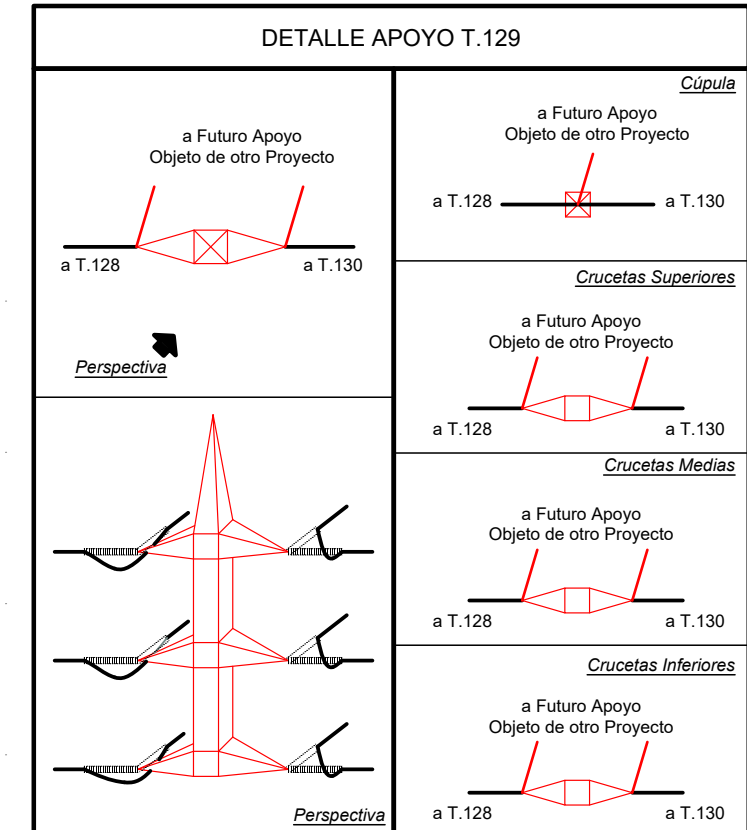 DETALLE APOYO T.129
a Futuro Apoyo
Objeto de otro Proyecto
a T.128
a T.130
Perspectiva
Perspectiva
Cúpula
a Futuro Apoyo
Objeto de otro Proyecto
a T.128
a T.130
Crucetas Superiores
a Futuro Apoyo
Objeto de otro Proyecto
a T.128
a T.130
Crucetas Medias
a Futuro Apoyo
Objeto de otro Proyecto
a T.128
a T.130
Crucetas Inferiores
a Futuro Apoyo
Objeto de otro Proyecto
a T.128
a T.130